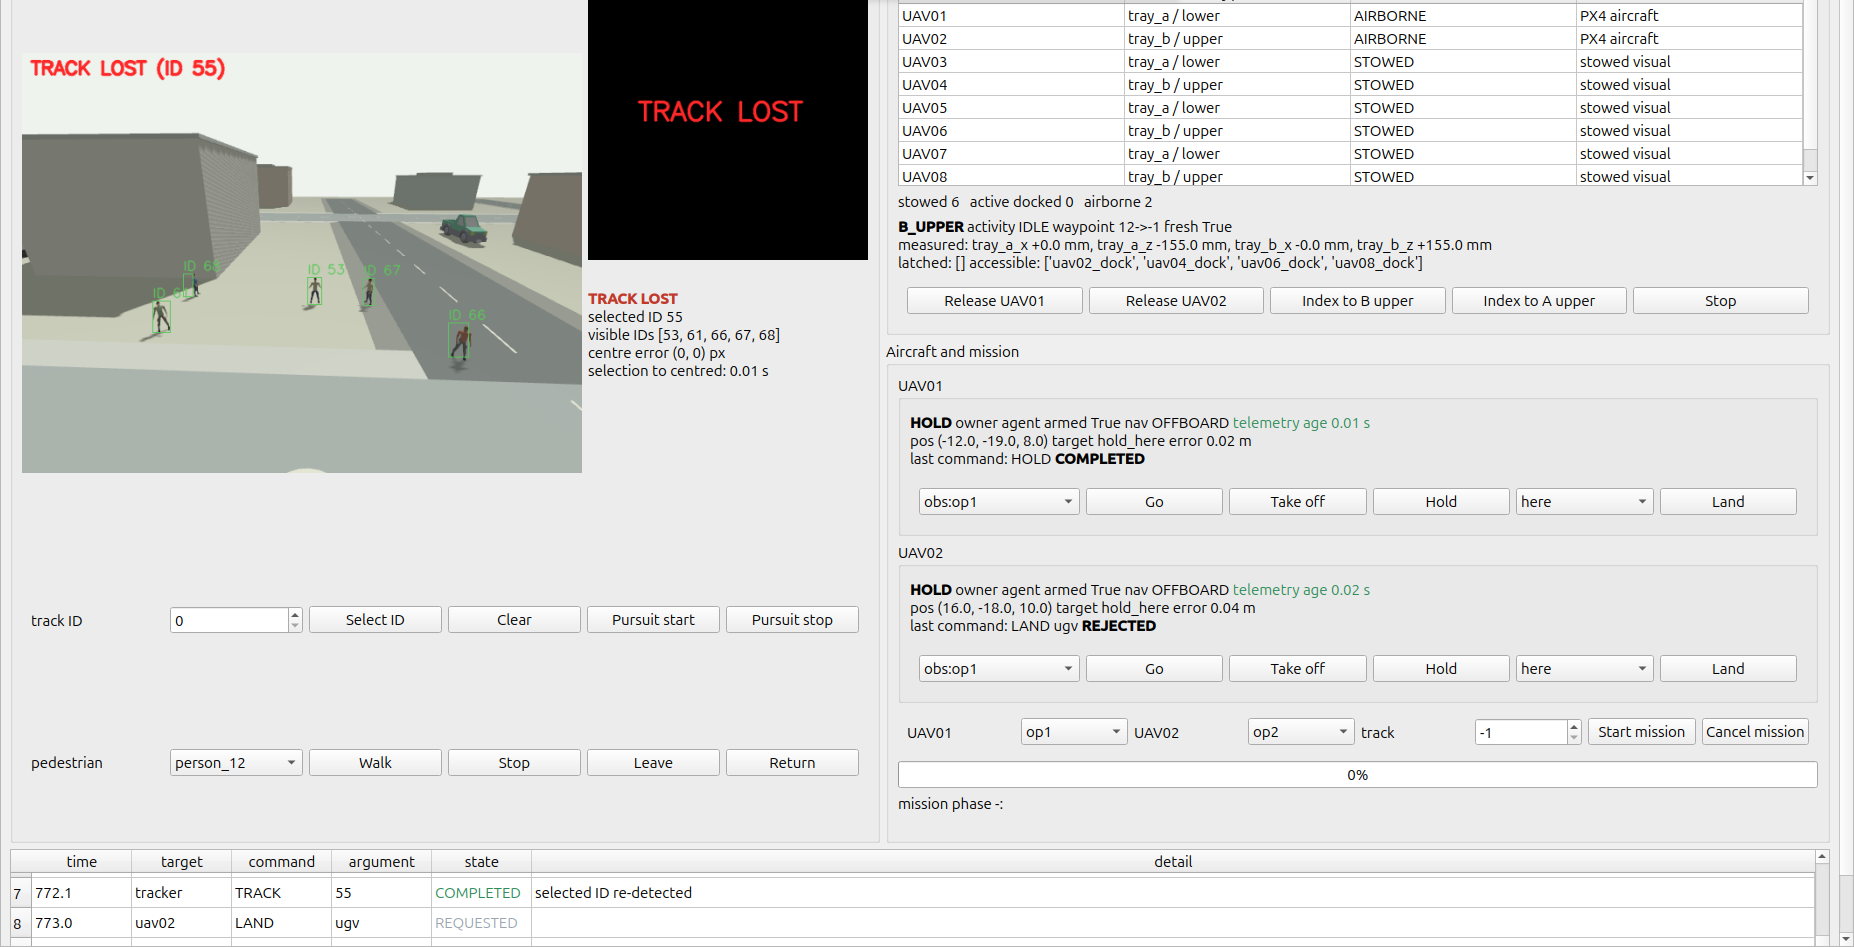 TRACK LOST (ID 55)
ID 68
ID 53
ID 67
ID 66
TRACK LOST
TRACK LOST
selected ID 55
visible IDs [53, 61, 66, 67, 68]
centre error (0, 0) px
selection to centred: 0.01 s
track ID 0 Select ID Clear Pursuit start Pursuit stop
pedestrian person_12 Walk Stop Leave Return
UAV01 tray_a / lower AIRBORNE PX4 aircraft
UAV02 tray_b / upper AIRBORNE PX4 aircraft
UAV03 tray_a / lower STOWED stowed visual
UAV04 tray_b / upper STOWED stowed visual
UAV05 tray_a / lower STOWED stowed visual
UAV06 tray_b / upper STOWED stowed visual
UAV07 tray_a / lower STOWED stowed visual
UAV08 tray_b / upper STOWED stowed visual
stowed 6 active docked 0 airborne 2
B_UPPER activity IDLE waypoint 12->-1 fresh True
measured: tray_a_x +0.0 mm, tray_a_z -155.0 mm, tray_b_x -0.0 mm, tray_b_z +155.0 mm
latched: [] accessible: ['uav02_dock', 'uav04_dock', 'uav06_dock', 'uav08_dock']
Release UAV01 Release UAV02 Index to B upper Index to A upper Stop
Aircraft and mission
UAV01
HOLD owner agent armed True nav OFFBOARD telemetry age 0.01 s
pos (-12.0, -19.0, 8.0) target hold_here error 0.02 m
last command: HOLD COMPLETED
obs:op1 Go Take off Hold here Land
UAV02
HOLD owner agent armed True nav OFFBOARD telemetry age 0.02 s
pos (16.0, -18.0, 10.0) target hold_here error 0.04 m
last command: LAND ugv REJECTED
obs:op1 Go Take off Hold here Land
UAV01 op1 UAV02 op2 track -1 Start mission Cancel mission
0%
mission phase -:
time target command argument state detail
7 772.1 tracker TRACK 55 COMPLETED selected ID re-detected
8 773.0 uav02 LAND ugv REQUESTED